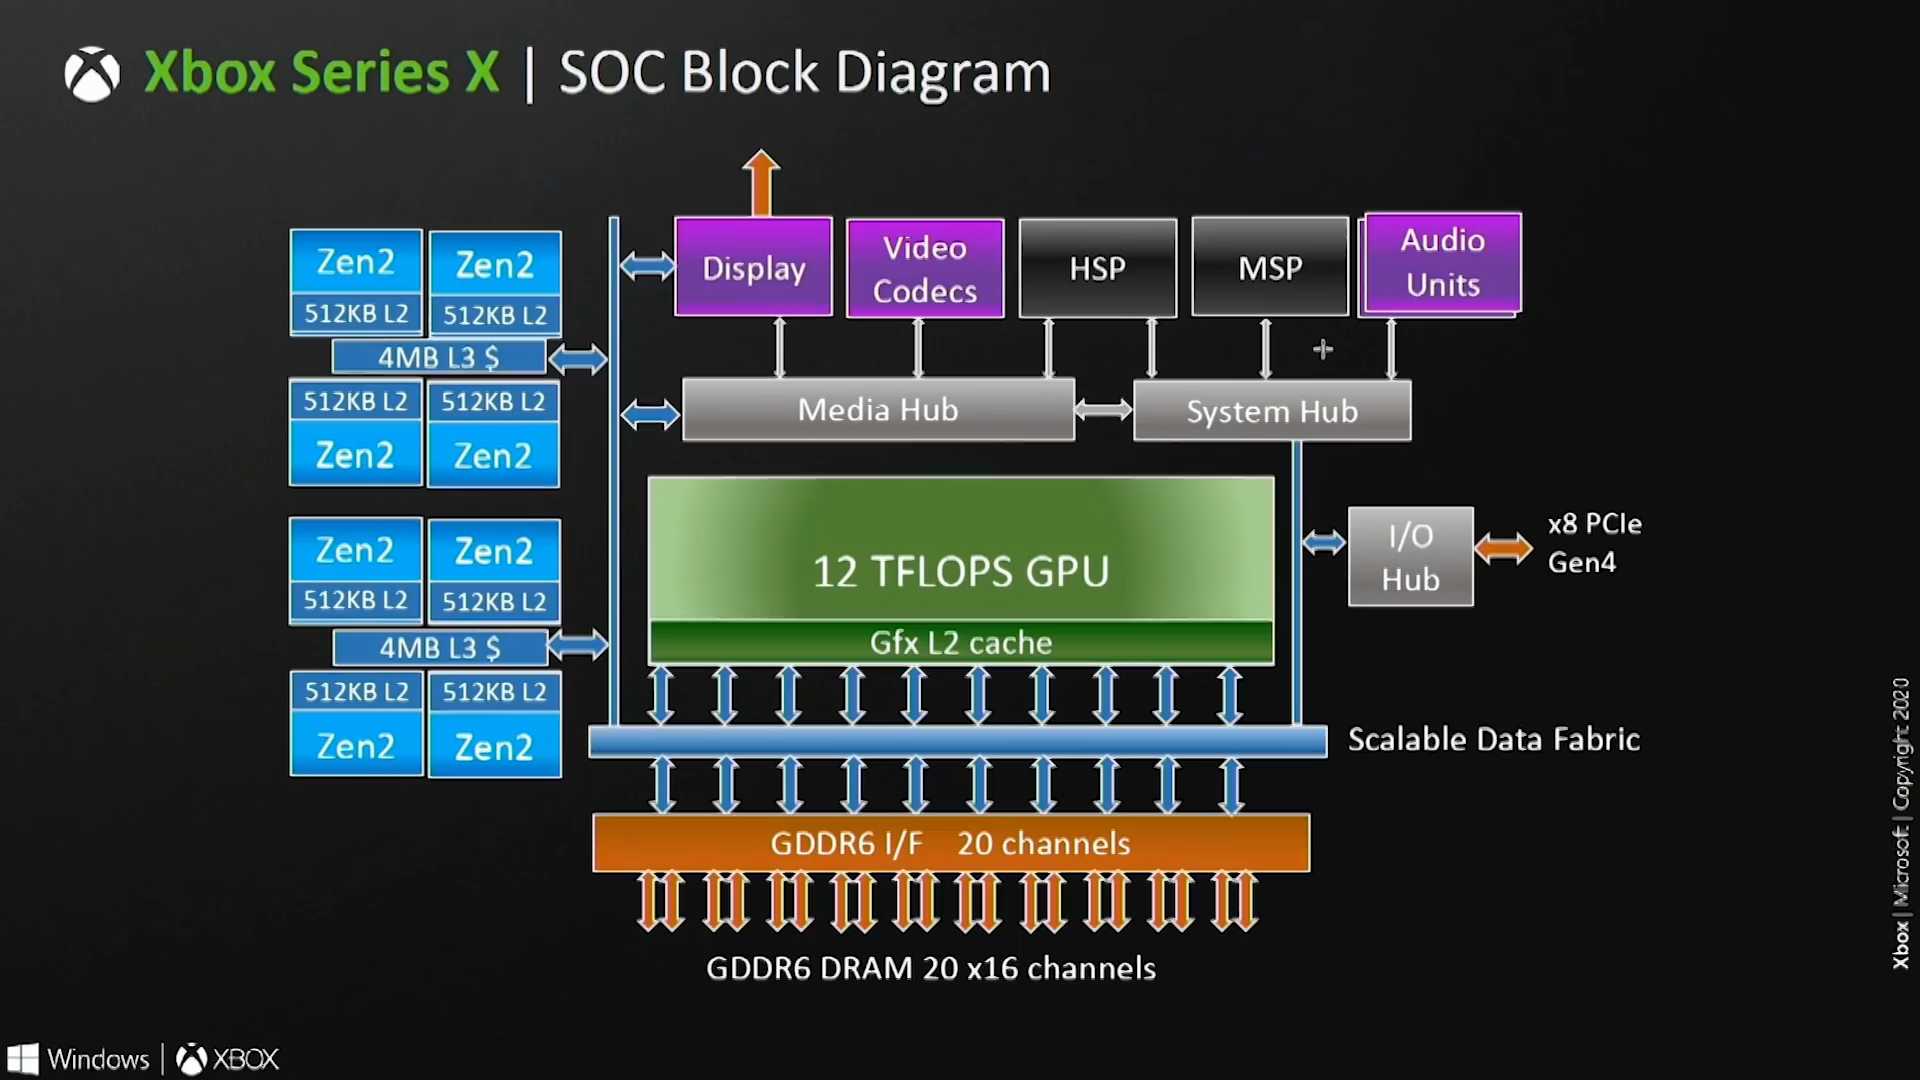 Xbox Series X | SOC Block Diagram
Zen2 Zen2
512KB L2 512KB L2
4MB L3 $
512KB L2 512KB L2
Zen2 Zen2
Zen2 Zen2
512KB L2 512KB L2
4MB L3 $
512KB L2 512KB L2
Zen2 Zen2
Display
Video
Codecs
HSP
MSP
Audio
Units
Media Hub
System Hub
12 TFLOPS GPU
Gfx L2 cache
I/O
Hub
x8 PCIe
Gen4
Scalable Data Fabric
GDDR6 I/F 20 channels
GDDR6 DRAM 20 x16 channels
Windows | XBOX
Xbox | Microsoft | Copyright 2020